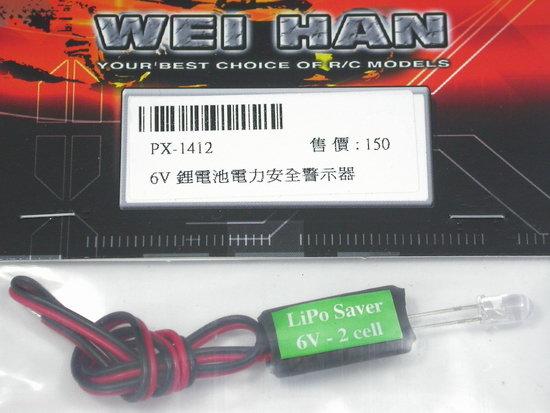 WEI HAN
YOUR BEST CHOICE OF R/C MODELS
PX-1412 售價:150
6V 鋰電池電力安全警示器
LiPo Saver
6V - 2 cell